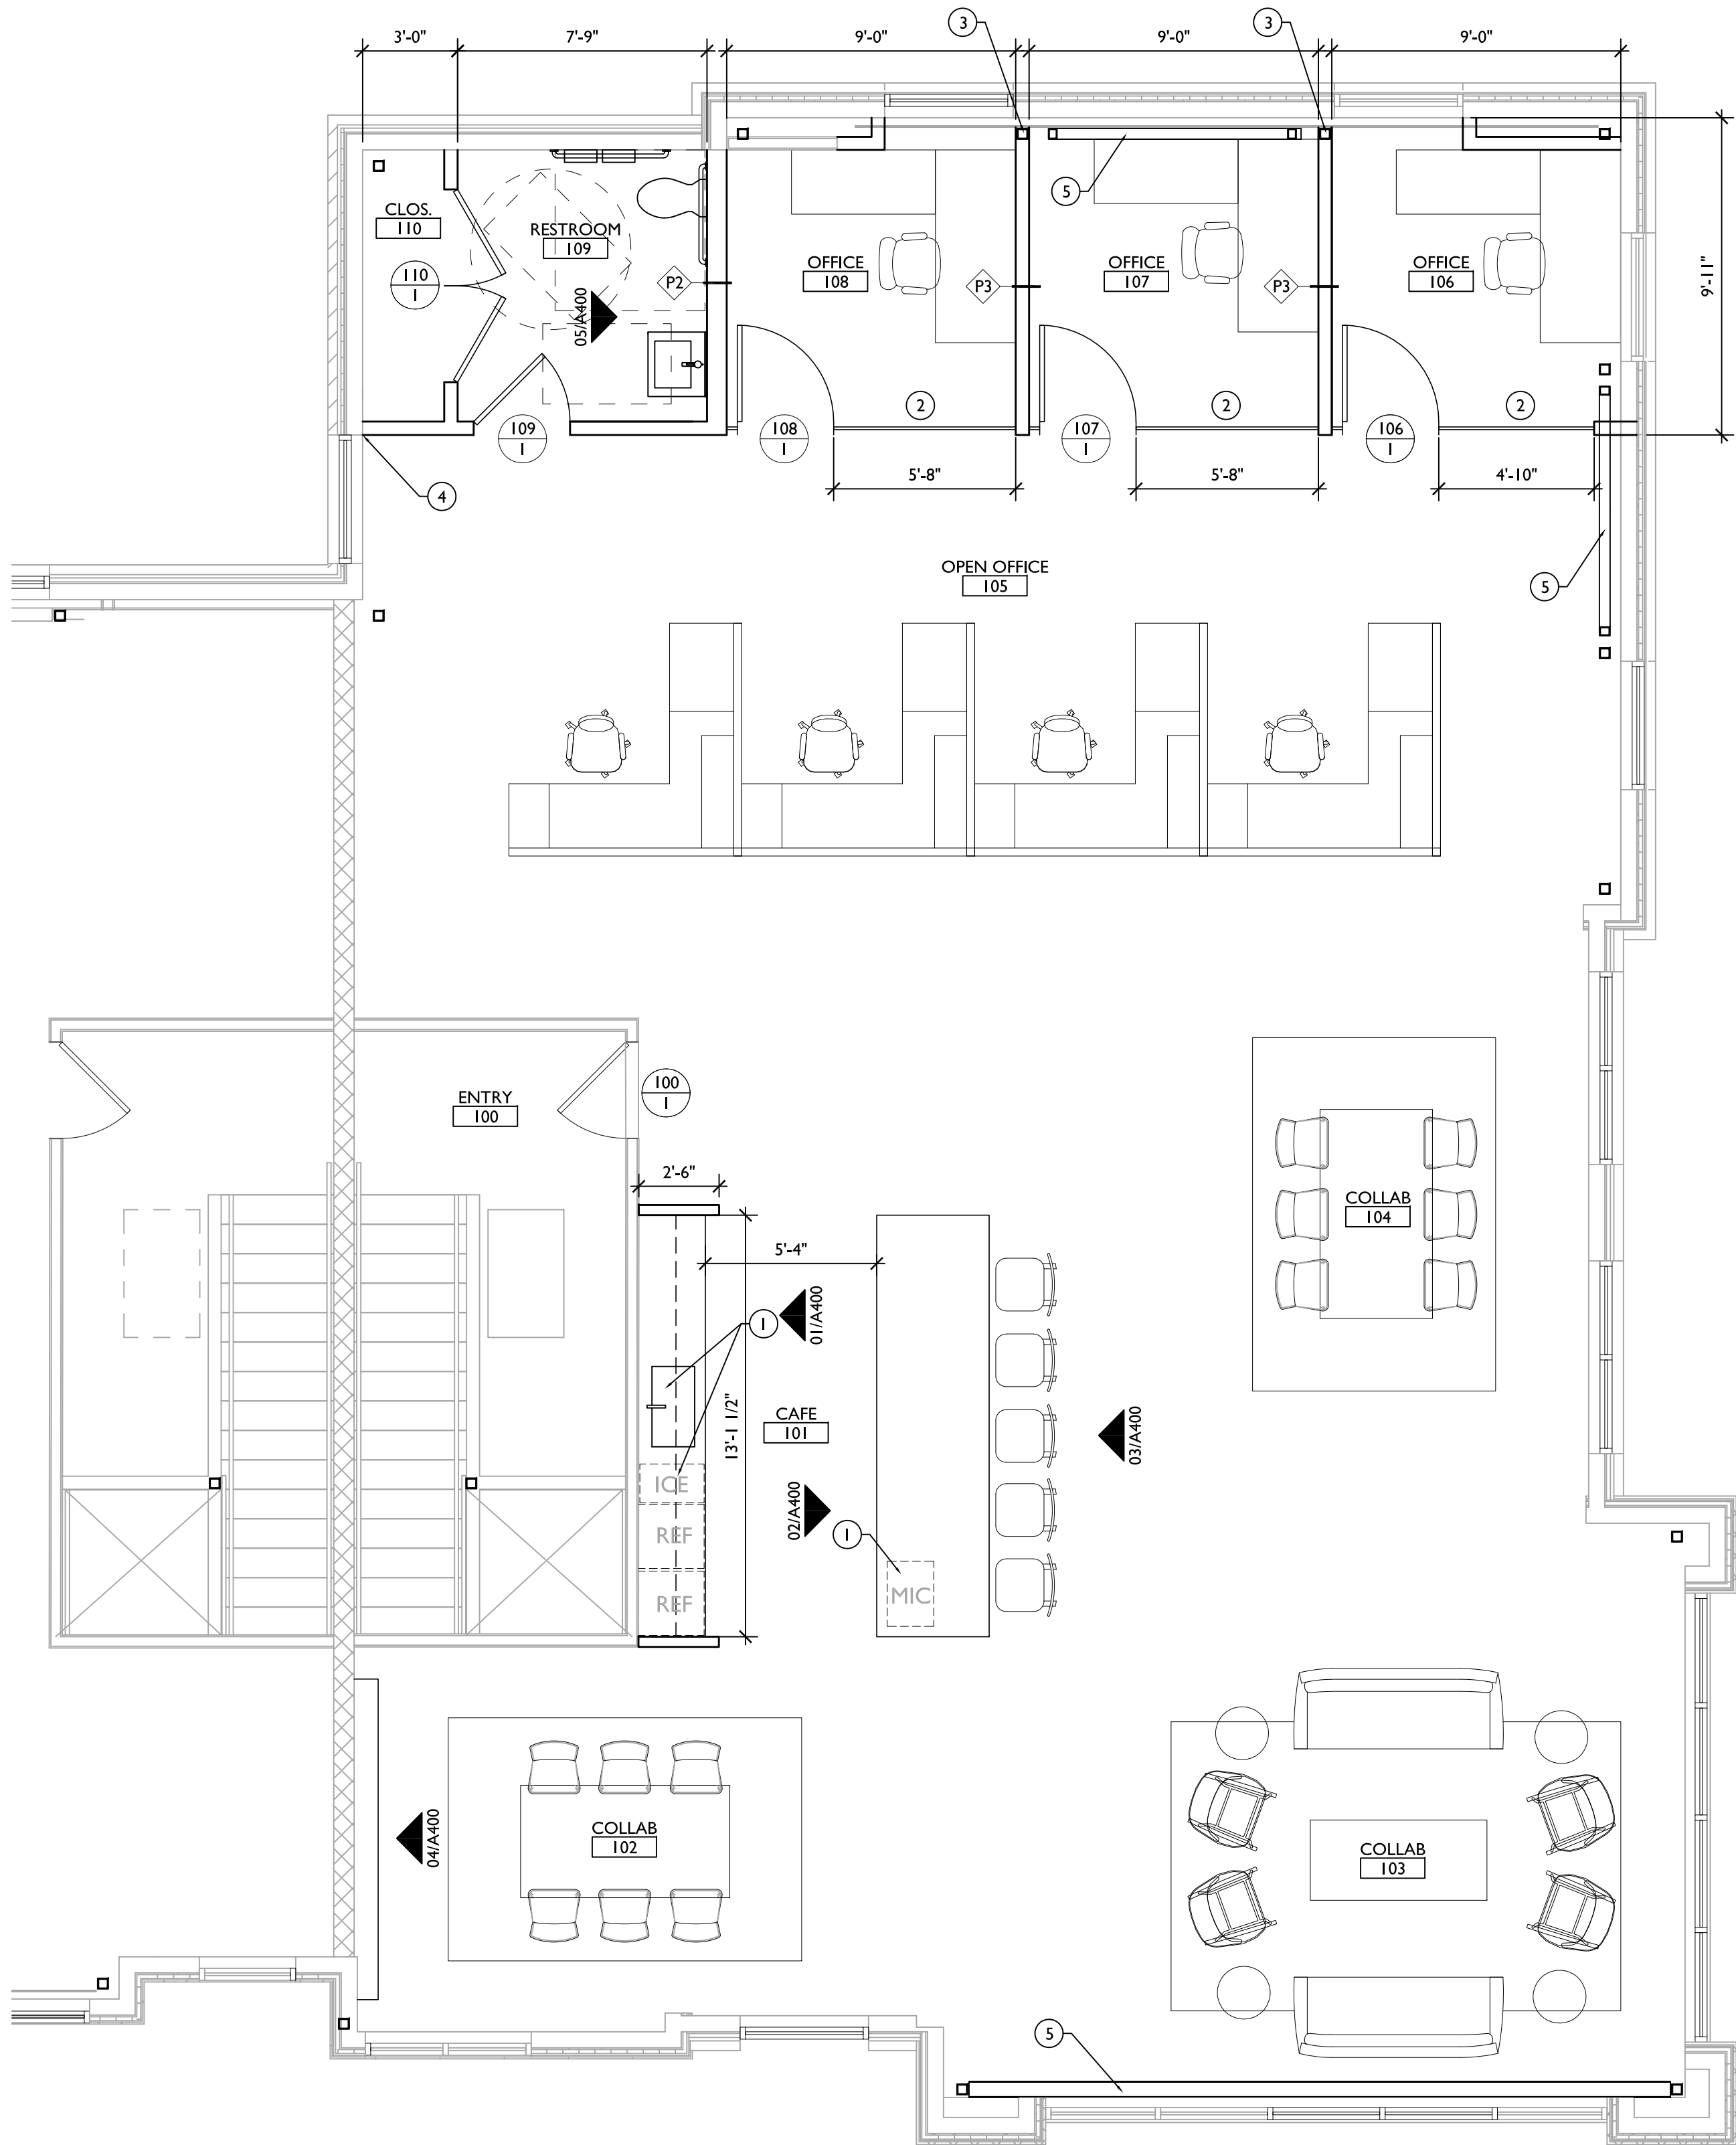 3
3
3'-0"
7'-9"
9'-0"
9'-0"
9'-0"
5
CLOS.
110
RESTROOM
109
110
1
P2
05/A400
OFFICE
108
P3
OFFICE
107
P3
OFFICE
106
9'-11"
2
2
2
109
1
108
1
107
1
106
1
4
5'-8"
5'-8"
4'-10"
OPEN OFFICE
105
5
ENTRY
100
100
1
2'-6"
5'-4"
COLLAB
104
1
01/A400
13'-1 1/2"
CAFE
101
03/A400
ICE
02/A400
1
REF
MIC
REF
04/A400
COLLAB
102
COLLAB
103
5